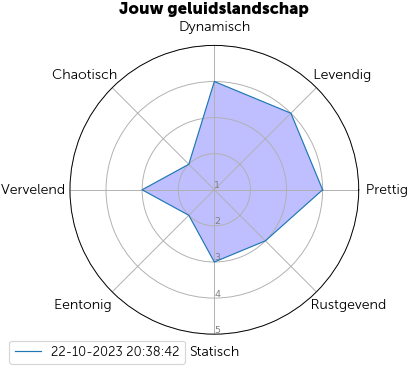 Jouw geluidslandschap
Dynamisch
Chaotisch
Levendig
Vervelend
1
Prettig
2
3
4
Eentonig
Rustgevend
5
22-10-2023 20:38:42
Statisch